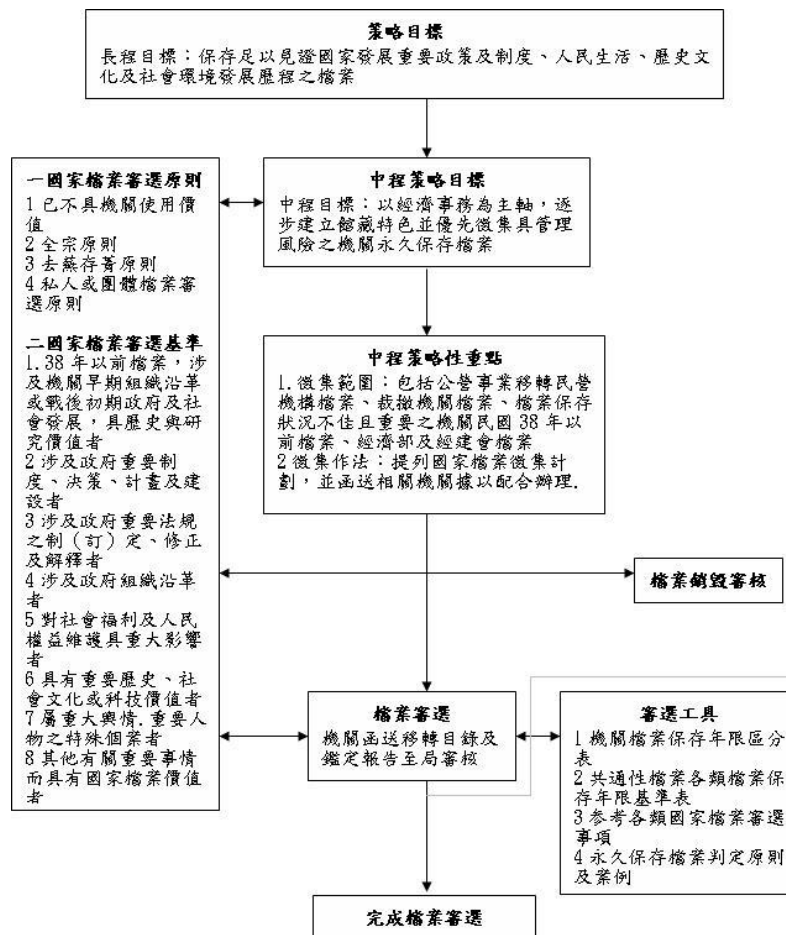 策略目標
長程目標：保存足以見證國家發展重要政策及制度、人民生活、歷史文
化及社會環境發展歷程之檔案
一國家檔案審選原則
1 已不具機關使用價
值
2 全宗原則
3 去蕪存菁原則
4 私人或團體檔案審
選原則
二國家檔案審選基準
1.38 年以前檔案，涉
及機關早期組織沿革
或戰後初期政府及社
會發展，具歷史與研
究價值者
2 涉及政府重要制
度、決策、計畫及建
設者
3 涉及政府重要法規
之制（訂）定、修正
及解釋者
4 涉及政府組織沿革
者
5 對社會福利及人民
權益維護具重大影響
者
6 具有重要歷史、社
會文化或科技價值者
7 屬重大輿情.重要人
物之特殊個案者
8 其他有關重要事情
而具有國家檔案價值
者
中程策略目標
中程目標：以經濟事務為主軸，逐
步建立館藏特色並優先徵集具管理
風險之機關永久保存檔案
中程策略性重點
1.徵集範圍：包括公營事業移轉民營
機構檔案、裁撤機關檔案、檔案保存
狀況不佳且重要之機關民國 38 年以
前檔案、經濟部及經建會檔案
2 徵集作法：提列國家檔案徵集計
劃，並函送相關機關據以配合辦理.
檔案銷毀審核
檔案審選
機關函送移轉目錄及
鑑定報告至局審核
審選工具
1 機關檔案保存年限區分
表
2 共通性檔案各類檔案保
存年限基準表
3 參考各類國家檔案審選
事項
4 永久保存檔案判定原則
及案例
完成檔案審選